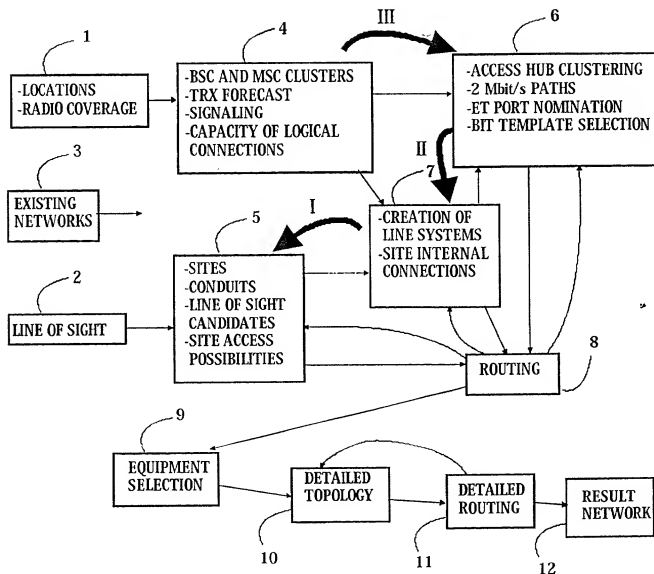 III
6
1
4
-LOCATIONS
-RADIO COVERAGE
-BSC AND MSC CLUSTERS
-TRX FORECAST
-SIGNALING
-CAPACITY OF LOGICAL
CONNECTIONS
-ACCESS HUB CLUSTERING
-2 Mbit/s PATHS
-ET PORT NOMINATION
-BIT TEMPLATE SELECTION
3
EXISTING
NETWORKS
II
7
I
5
-CREATION OF
LINE SYSTEMS
-SITE INTERNAL
CONNECTIONS
2
LINE OF SIGHT
-SITES
-CONDUITS
-LINE OF SIGHT
CANDIDATES
-SITE ACCESS
POSSIBILITIES
8
ROUTING
9
EQUIPMENT
SELECTION
DETAILED
TOPOLOGY
DETAILED
ROUTING
RESULT
NETWORK
10
11
12